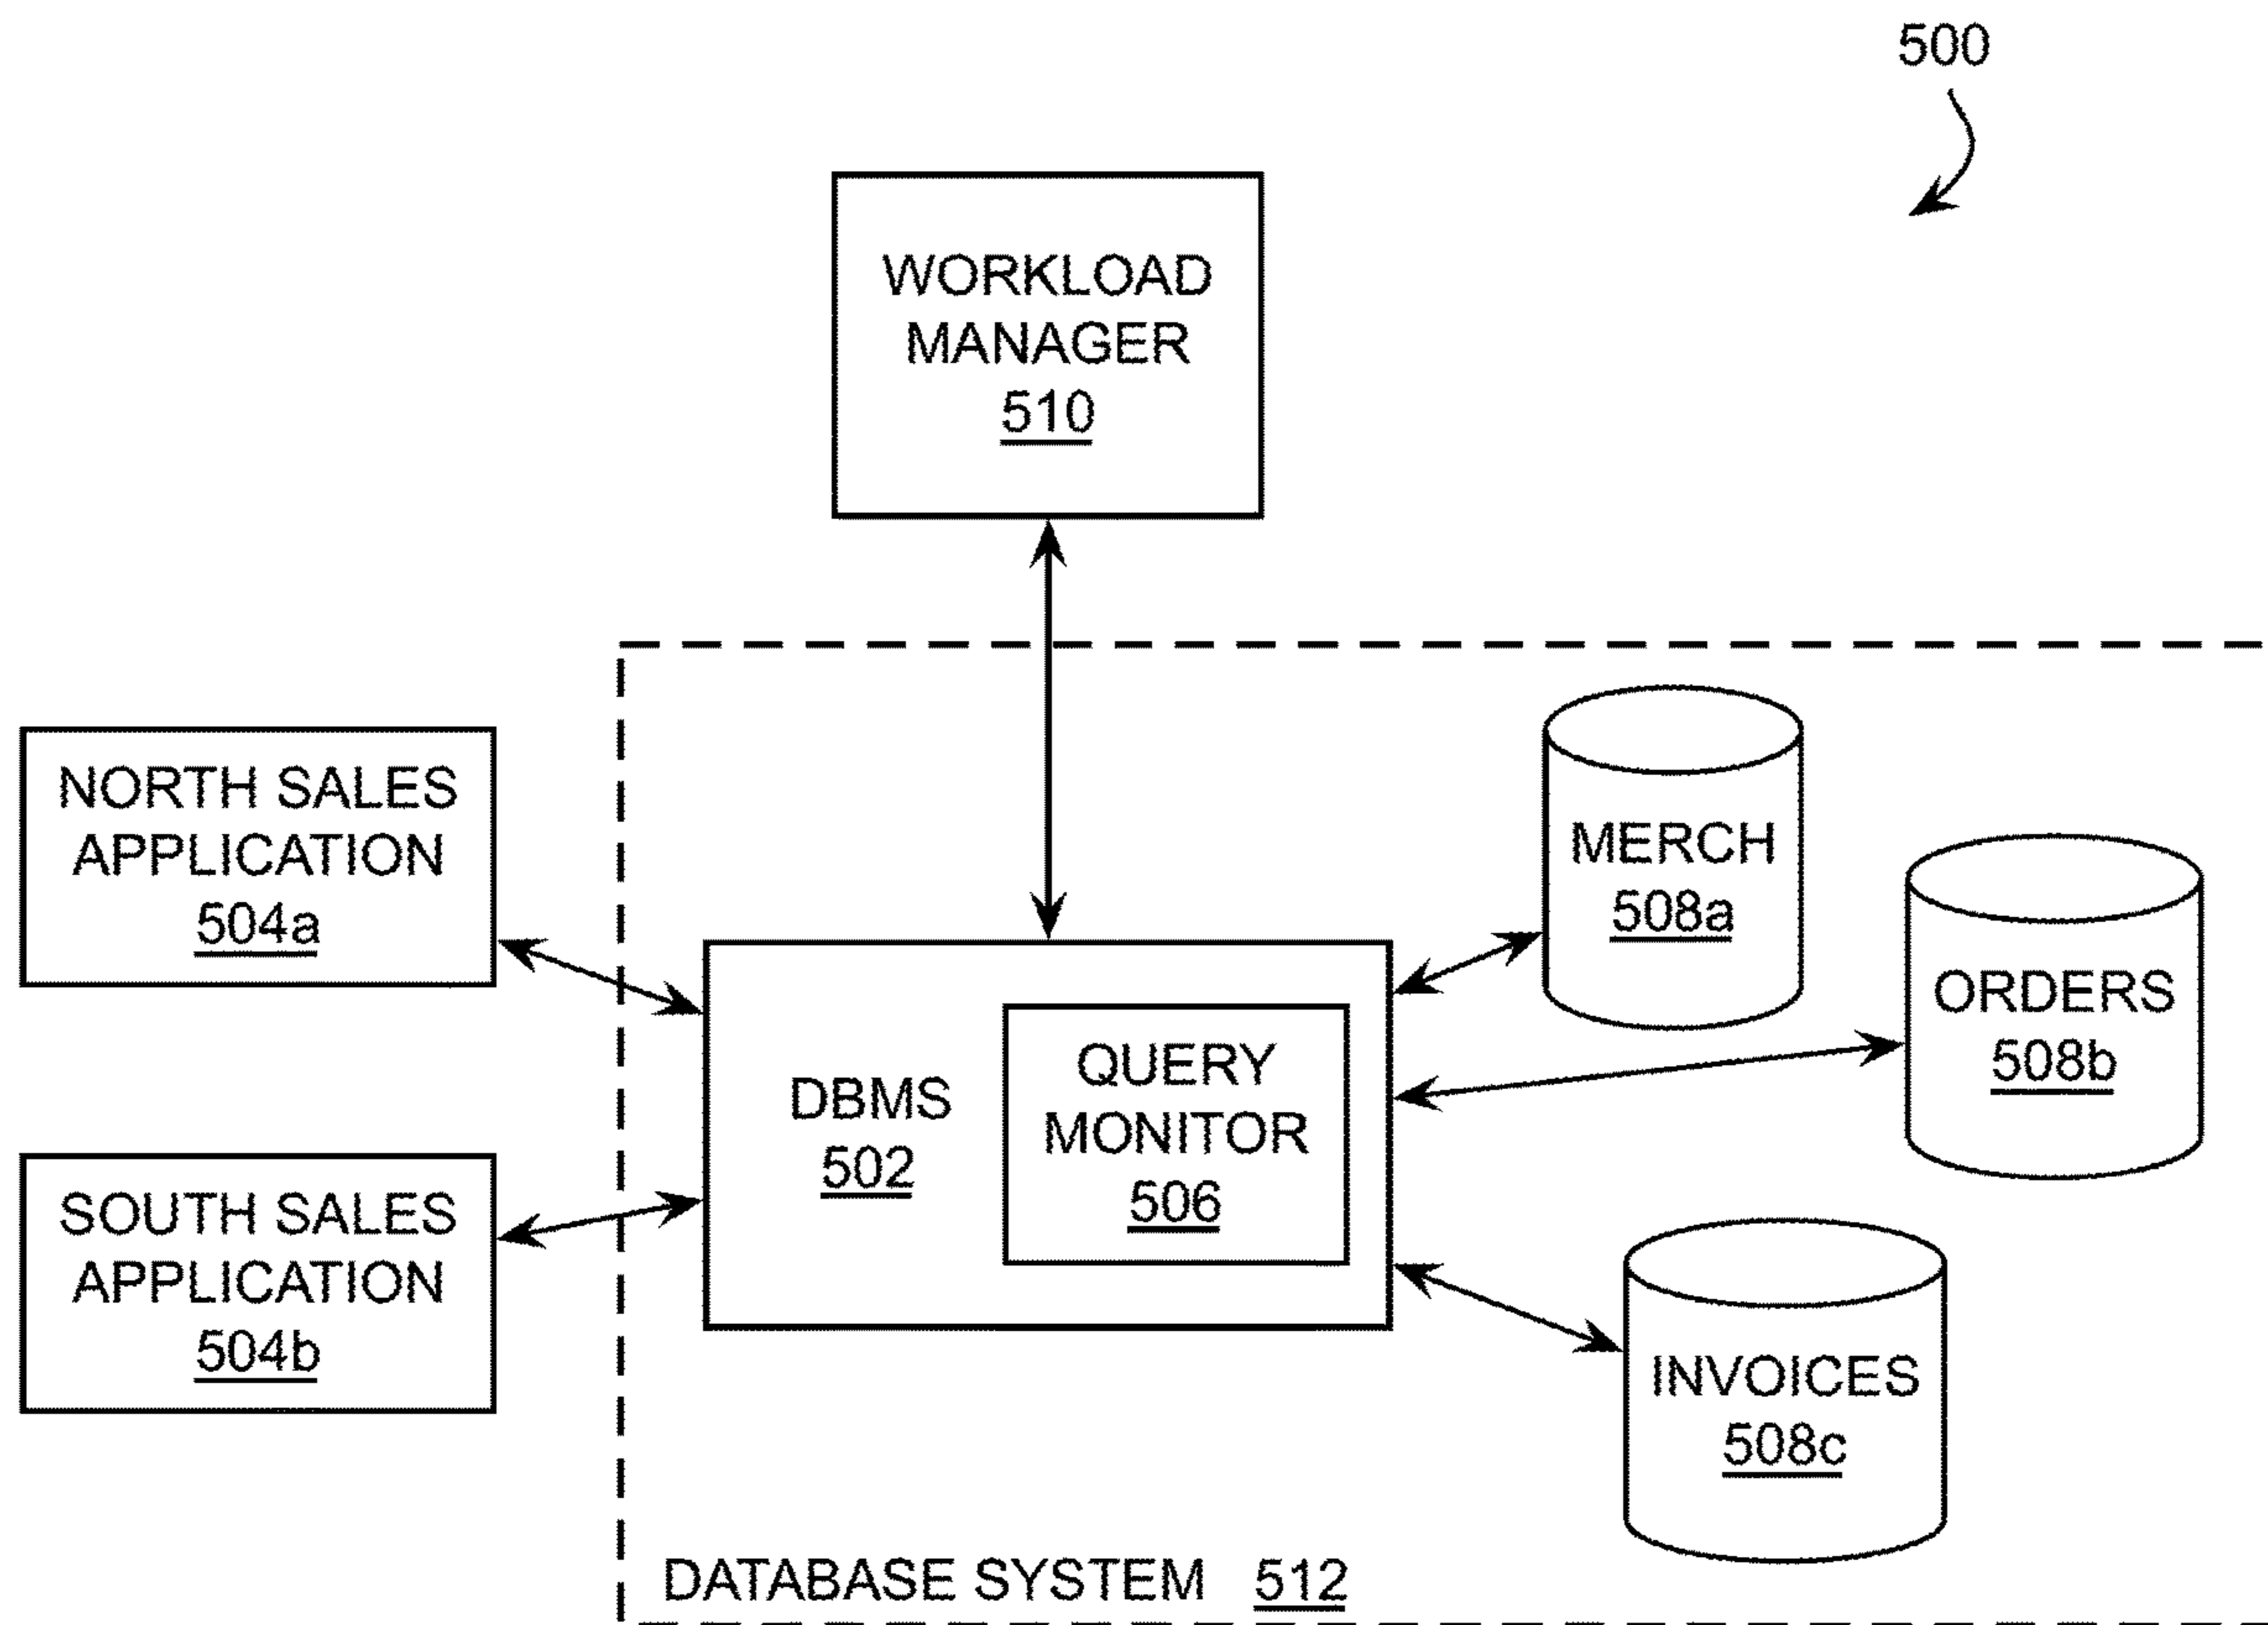 500
WORKLOAD
MANAGER
510
NORTH SALES
APPLICATION
504a
MERCH
508a
ORDERS
508b
DBMS
502
QUERY
MONITOR
506
SOUTH SALES
APPLICATION
504b
INVOICES
508c
DATABASE SYSTEM 512